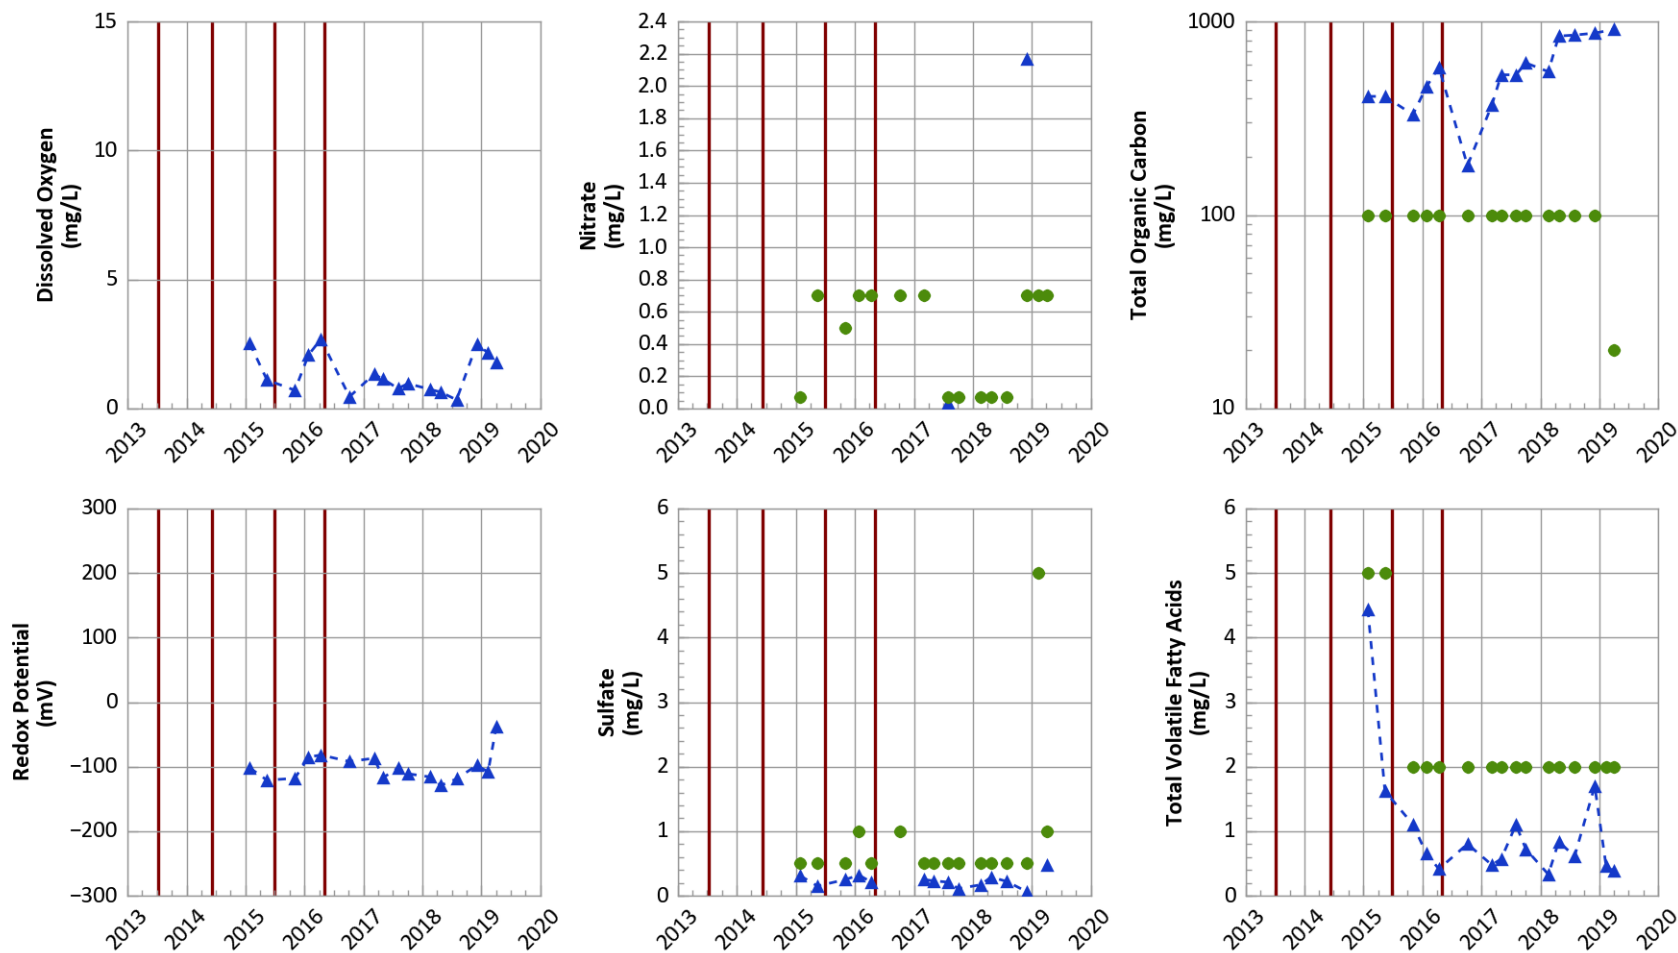 Dissolved Oxygen
(mg/L)
15
10
5
0
2013 2014 2015 2016 2017 2018 2019 2020
Nitrate
(mg/L)
2.4
2.2
2.0
1.8
1.6
1.4
1.2
1.0
0.8
0.6
0.4
0.2
0.0
2013 2014 2015 2016 2017 2018 2019 2020
Total Organic Carbon
(mg/L)
1000
100
10
2013 2014 2015 2016 2017 2018 2019 2020
Redox Potential
(mV)
300
200
100
0
−100
−200
−300
2013 2014 2015 2016 2017 2018 2019 2020
Sulfate
(mg/L)
6
5
4
3
2
1
0
2013 2014 2015 2016 2017 2018 2019 2020
Total Volatile Fatty Acids
(mg/L)
6
5
4
3
2
1
0
2013 2014 2015 2016 2017 2018 2019 2020